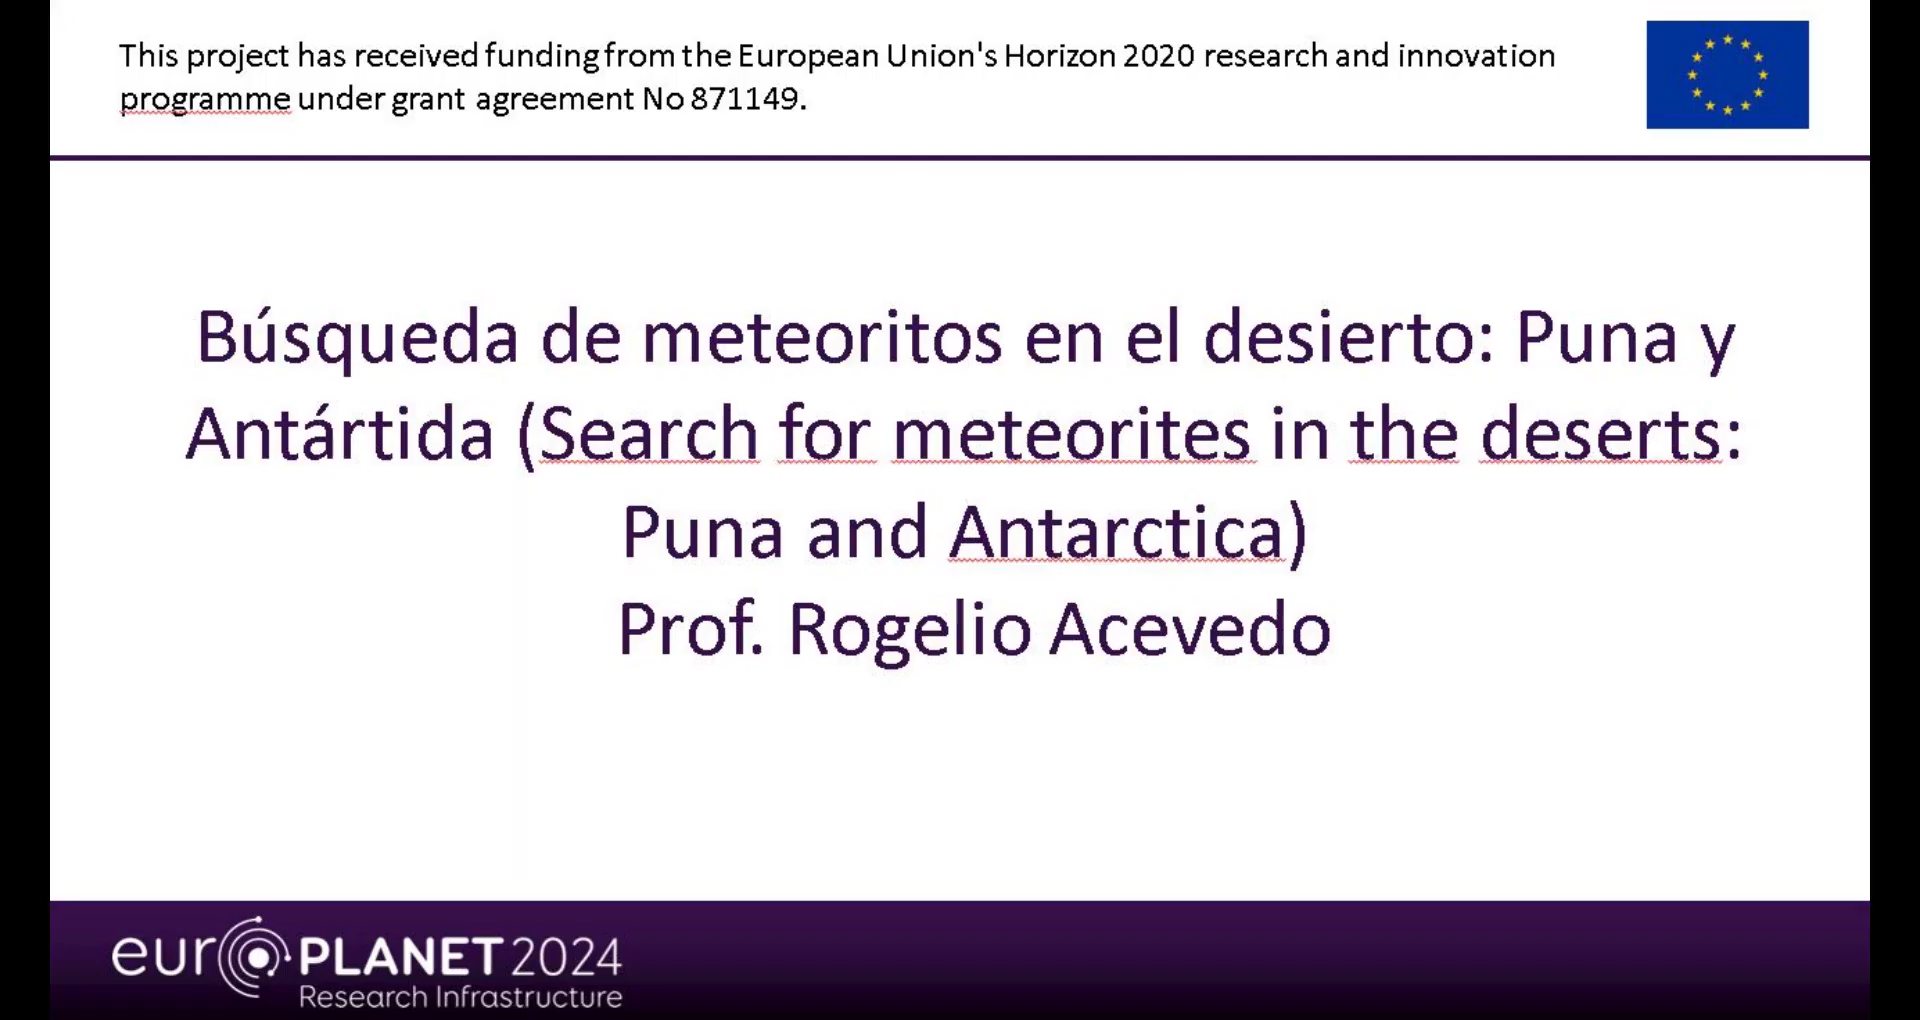 This project has received funding from the European Union's Horizon 2020 research and innovation
programme under grant agreement No 871149.
Búsqueda de meteoritos en el desierto: Puna y
Antártida (Search for meteorites in the deserts:
Puna and Antarctica)
Prof. Rogelio Acevedo
euroPLANET 2024
Research Infrastructure